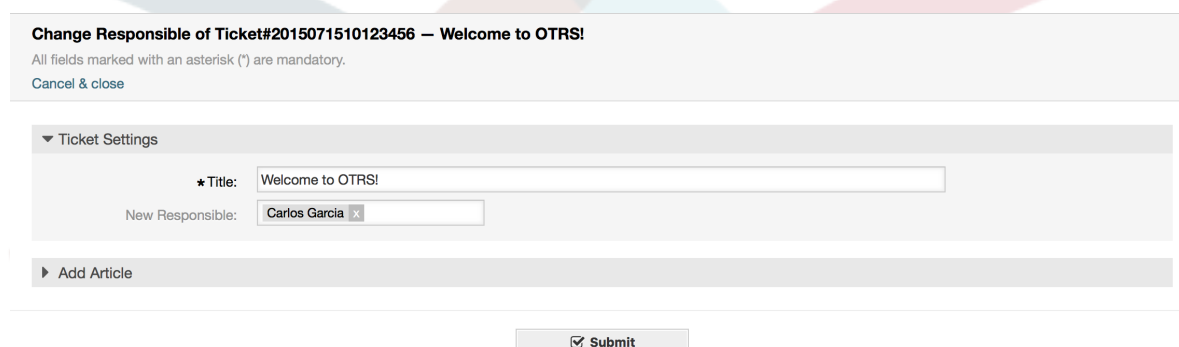 Change Responsible of Ticket#2015071510123456 — Welcome to OTRS!
All fields marked with an asterisk (*) are mandatory.
Cancel & close
Ticket Settings
* Title: Welcome to OTRS!
New Responsible: Carlos Garcia x
Add Article
Submit